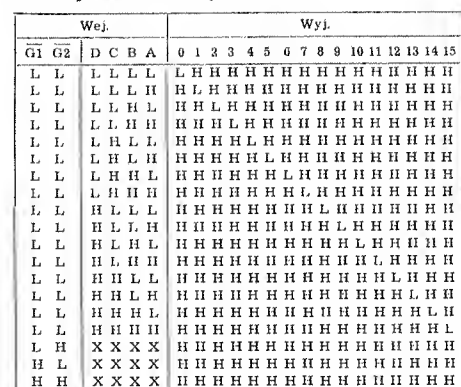 Wej. Wyj.
G1 G2 D C B A 0 1 2 3 4 5 6 7 8 9 10 11 12 13 14 15
L L L L L L L H H H H H H H H H H H H H H H
L L L L L H H L H H H H H H H H H H H H H H
L L L L H L H H L H H H H H H H H H H H H H
L L L L H H H H H L H H H H H H H H H H H H
L L L H L L H H H H L H H H H H H H H H H H
L L L H L H H H H H H L H H H H H H H H H H
L L L H H L H H H H H H L H H H H H H H H H
L L L H H H H H H H H H H L H H H H H H H H
L L H L L L H H H H H H H H L H H H H H H H
L L H L L H H H H H H H H H H L H H H H H H
L L H L H L H H H H H H H H H H L H H H H H
L L H L H H H H H H H H H H H H H L H H H H
L L H H L L H H H H H H H H H H H H L H H H
L L H H L H H H H H H H H H H H H H H L H H
L L H H H L H H H H H H H H H H H H H H L H
L L H H H H H H H H H H H H H H H H H H H L
L H X X X X H H H H H H H H H H H H H H H H
H L X X X X H H H H H H H H H H H H H H H H
H H X X X X H H H H H H H H H H H H H H H H